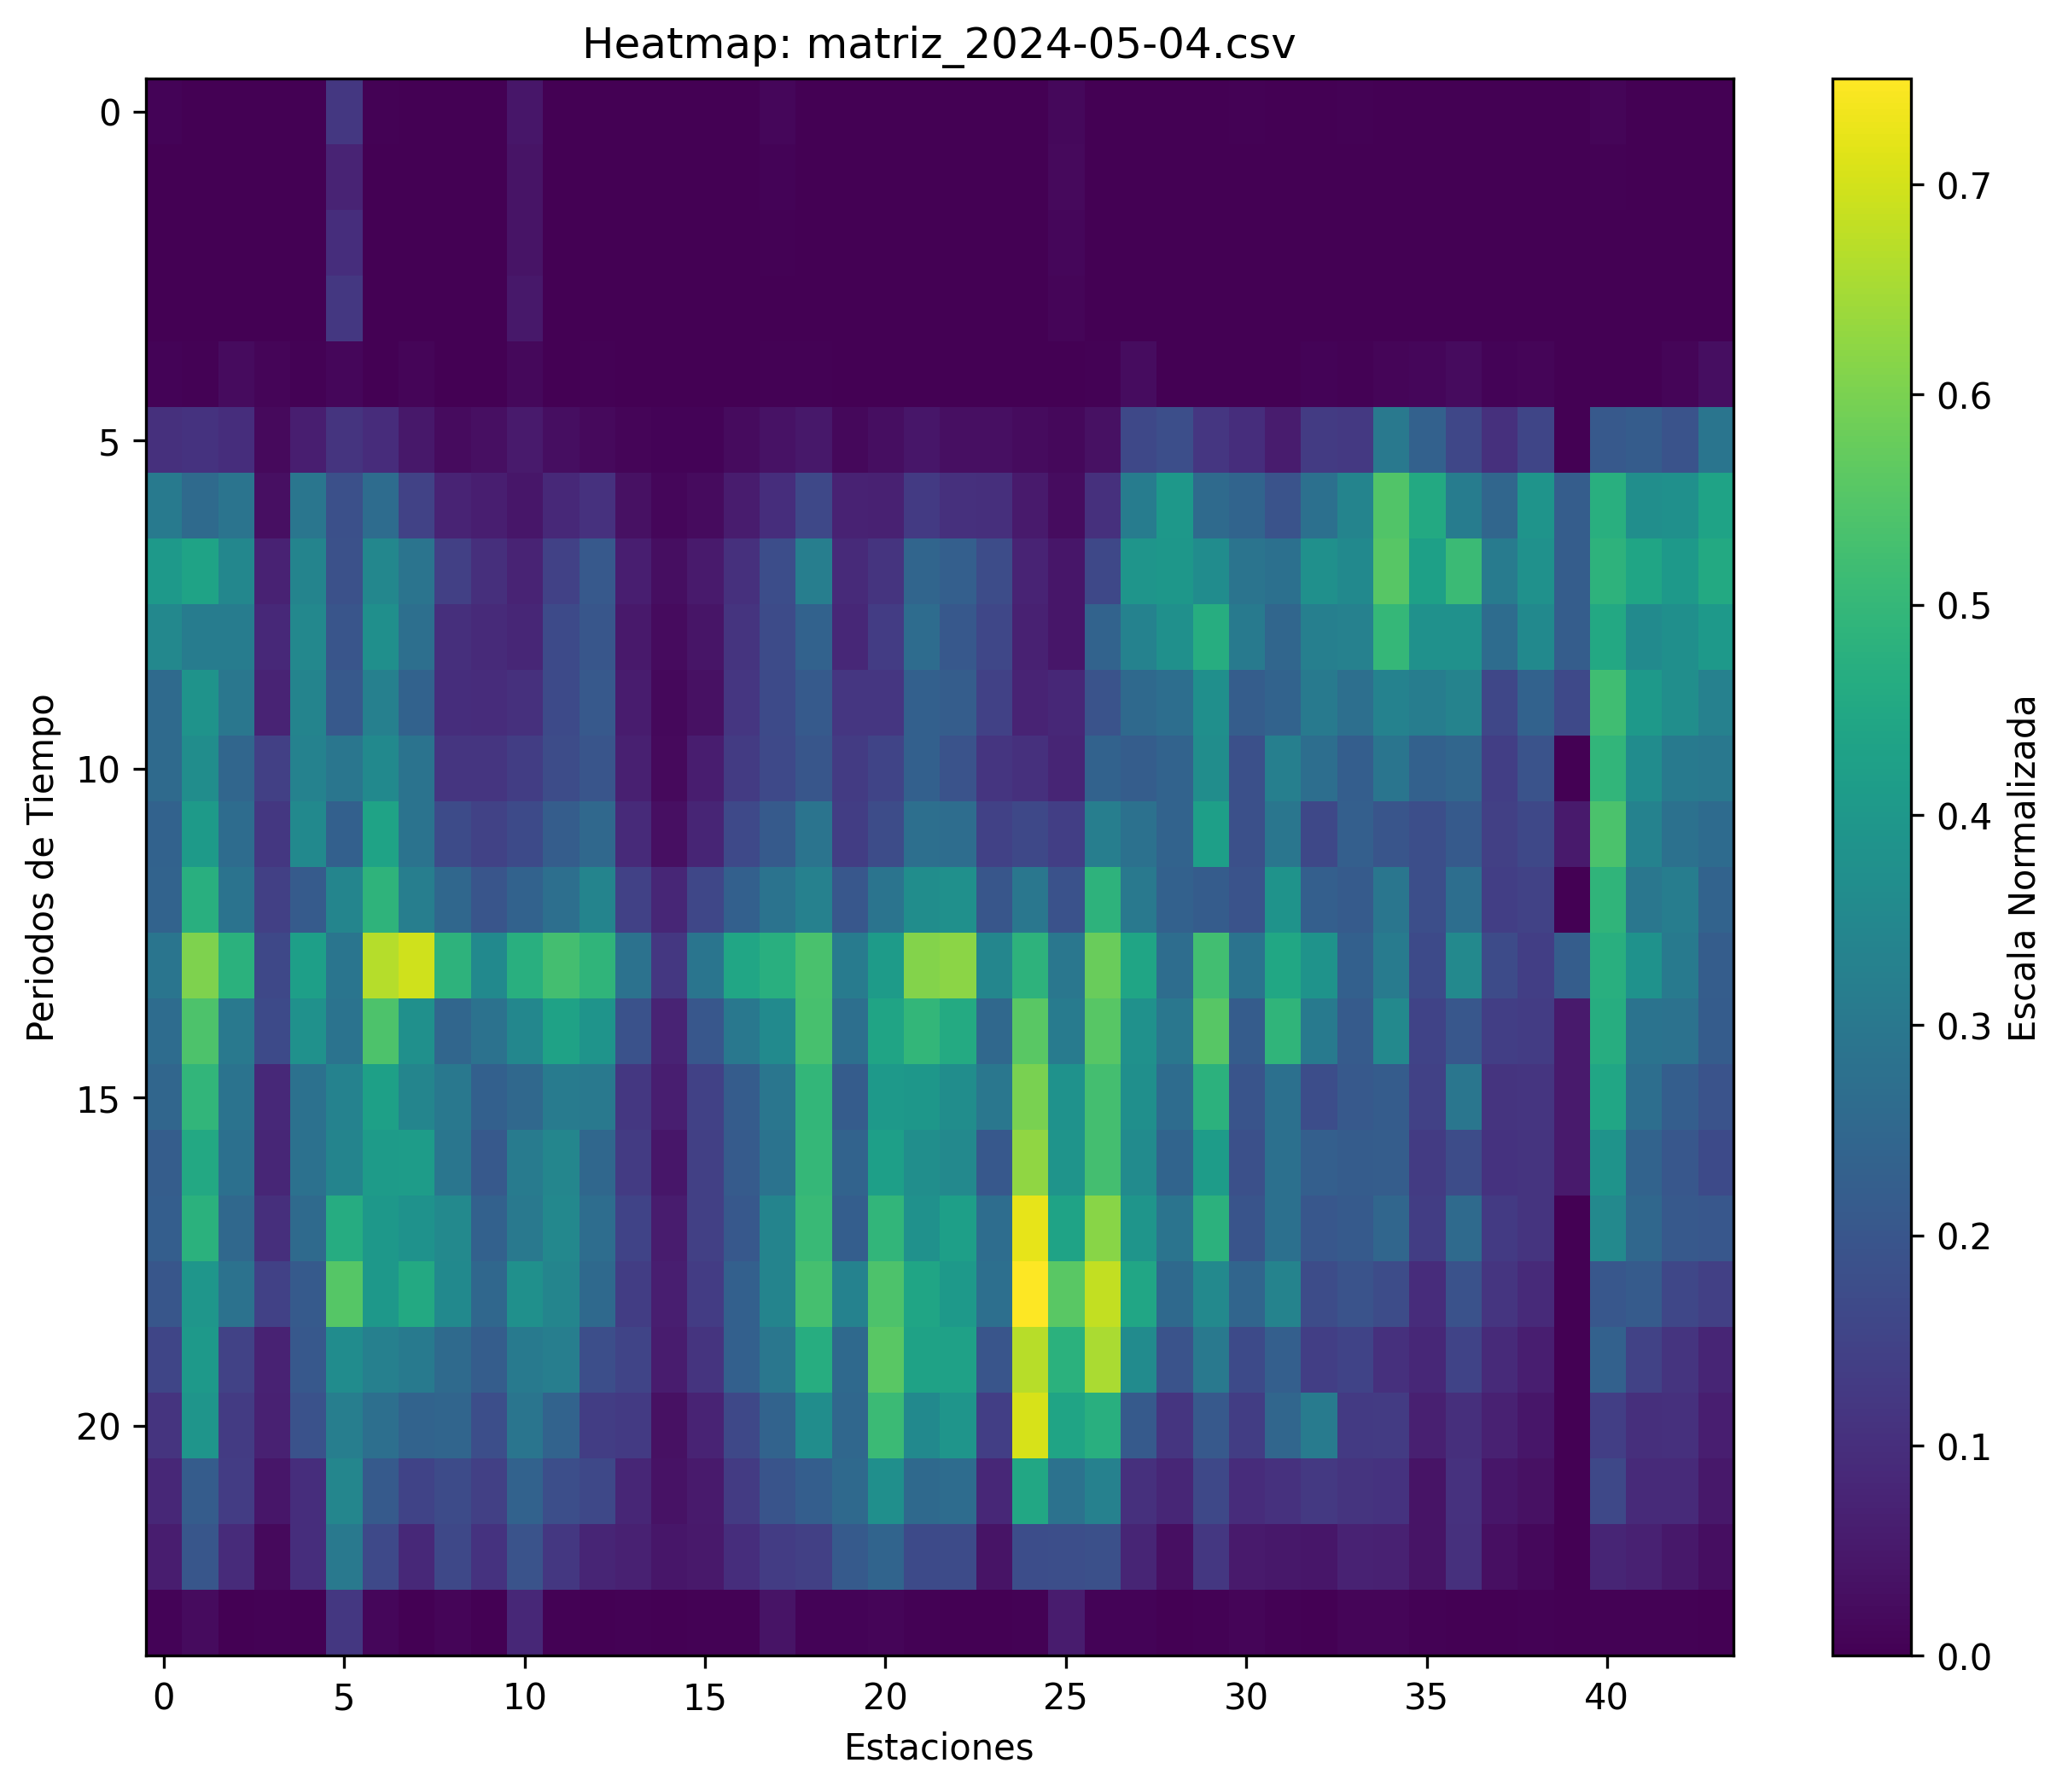 Heatmap: matriz_2024-05-04.csv
Periodos de Tiempo
0
5
10
15
20
0 5 10 15 20 25 30 35 40
Estaciones
0.7
0.6
0.5
0.4
0.3
0.2
0.1
0.0
Escala Normalizada